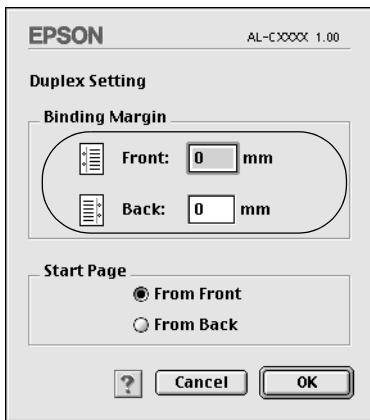 EPSON AL-CXXXX 1.00
Duplex Setting
Binding Margin
Front: 0 mm
Back: 0 mm
Start Page
From Front
From Back
? Cancel OK